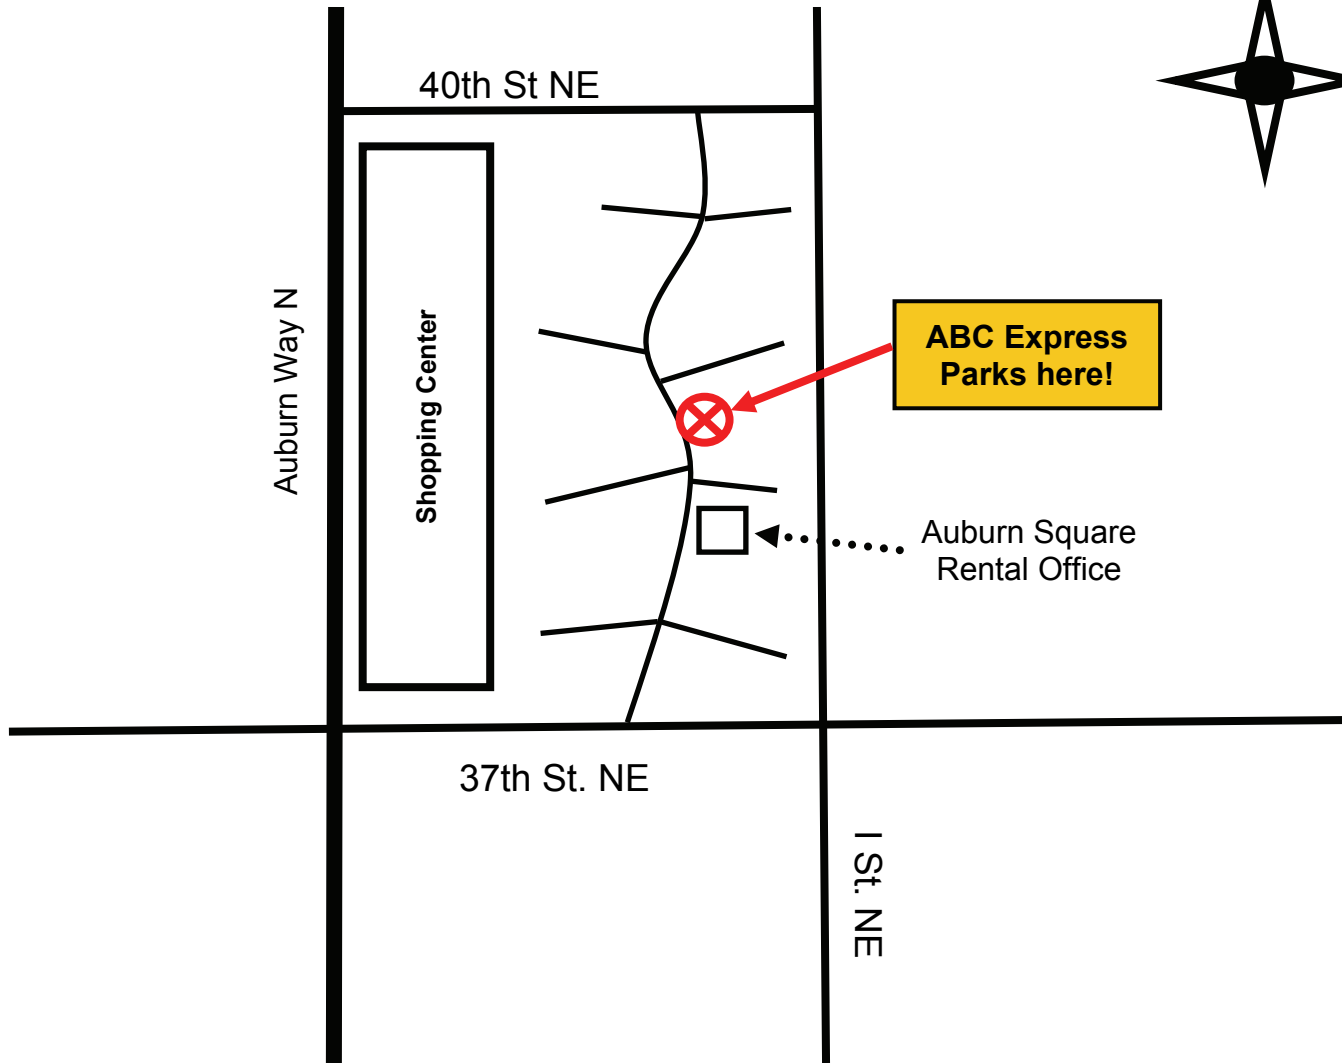 40th St NE
Auburn Way N
Shopping Center
ABC Express
Parks here!
Auburn Square
Rental Office
37th St. NE
I St. NE